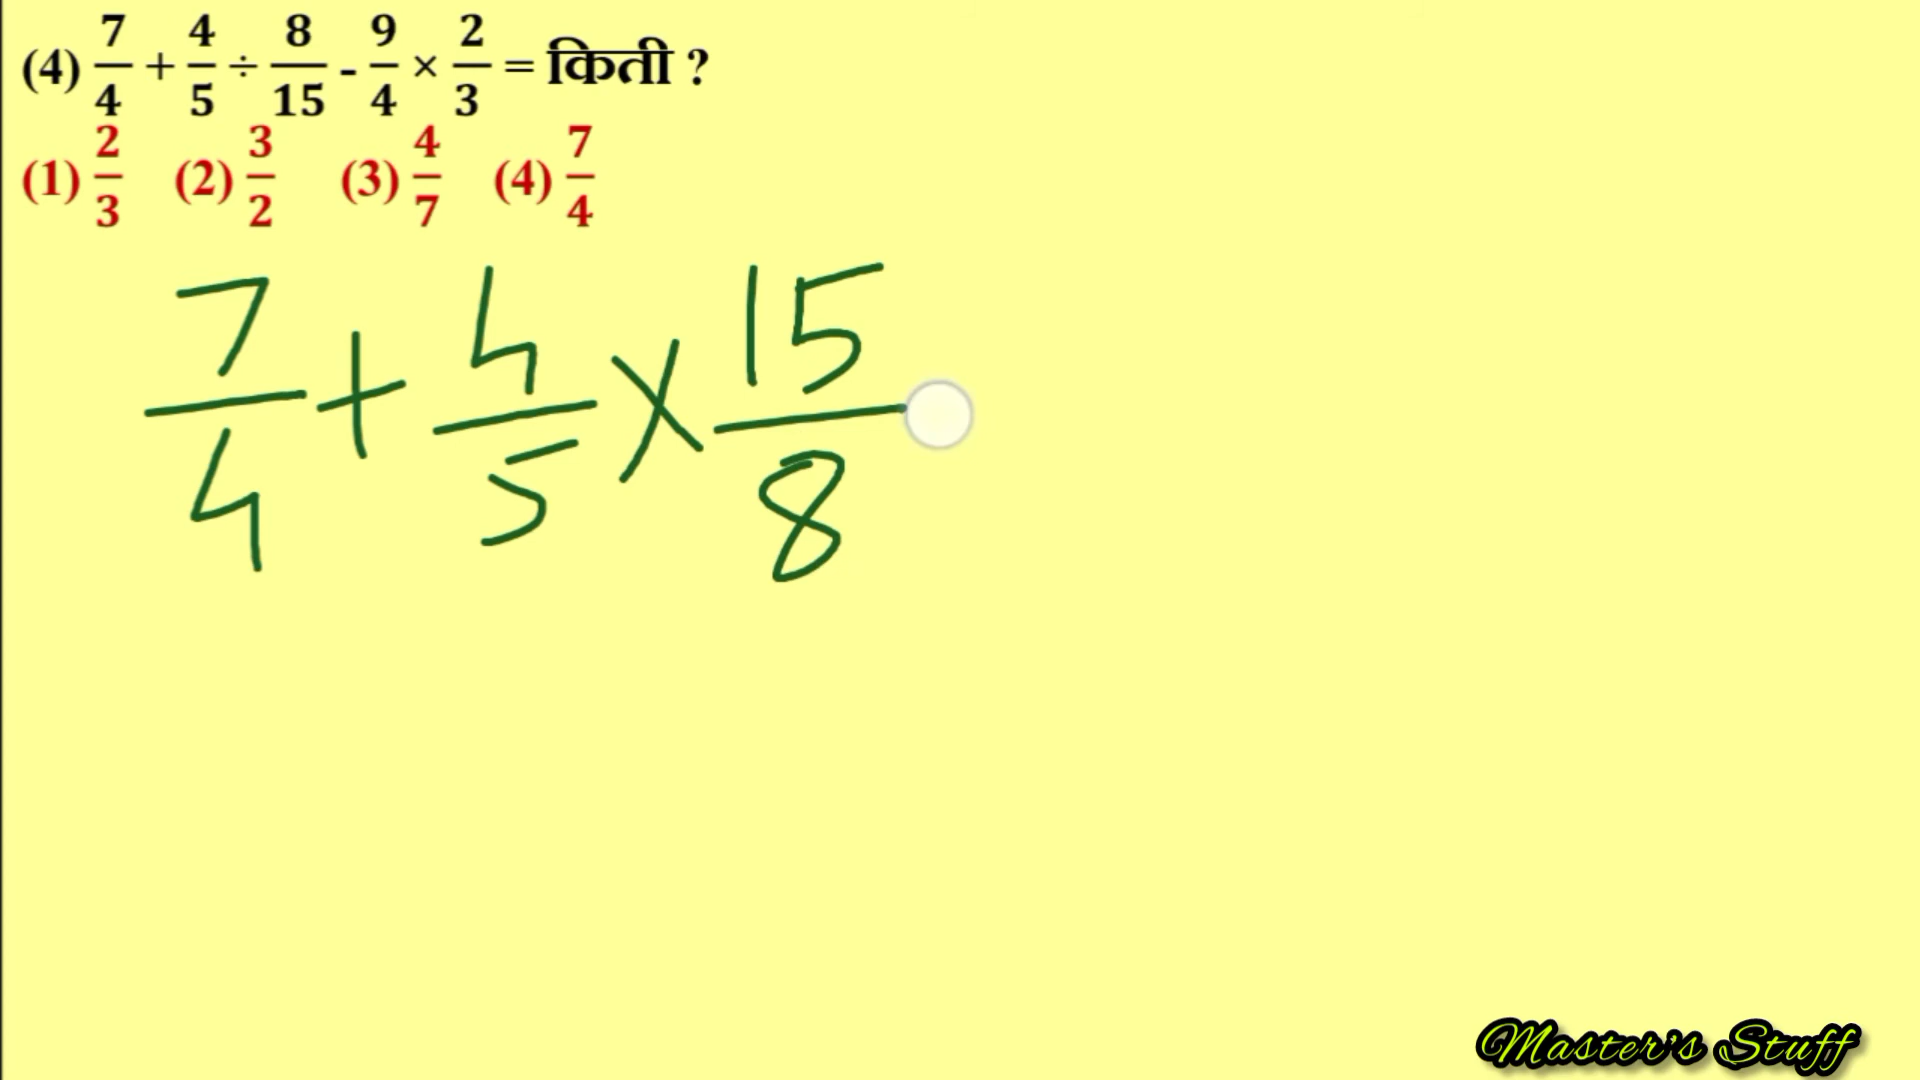 (4) 7/4 + 4/5 ÷ 8/15 - 9/4 × 2/3 = किती ?
(1) 2/3 (2) 3/2 (3) 4/7 (4) 7/4
7/4 + 4/5 × 15/8
Master's Stuff